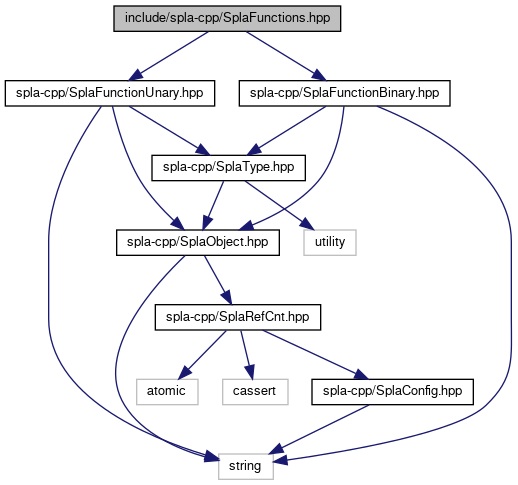 include/spla-cpp/SplaFunctions.hpp
spla-cpp/SplaFunctionUnary.hpp
spla-cpp/SplaFunctionBinary.hpp
spla-cpp/SplaType.hpp
spla-cpp/SplaObject.hpp
utility
spla-cpp/SplaRefCnt.hpp
atomic
cassert
spla-cpp/SplaConfig.hpp
string